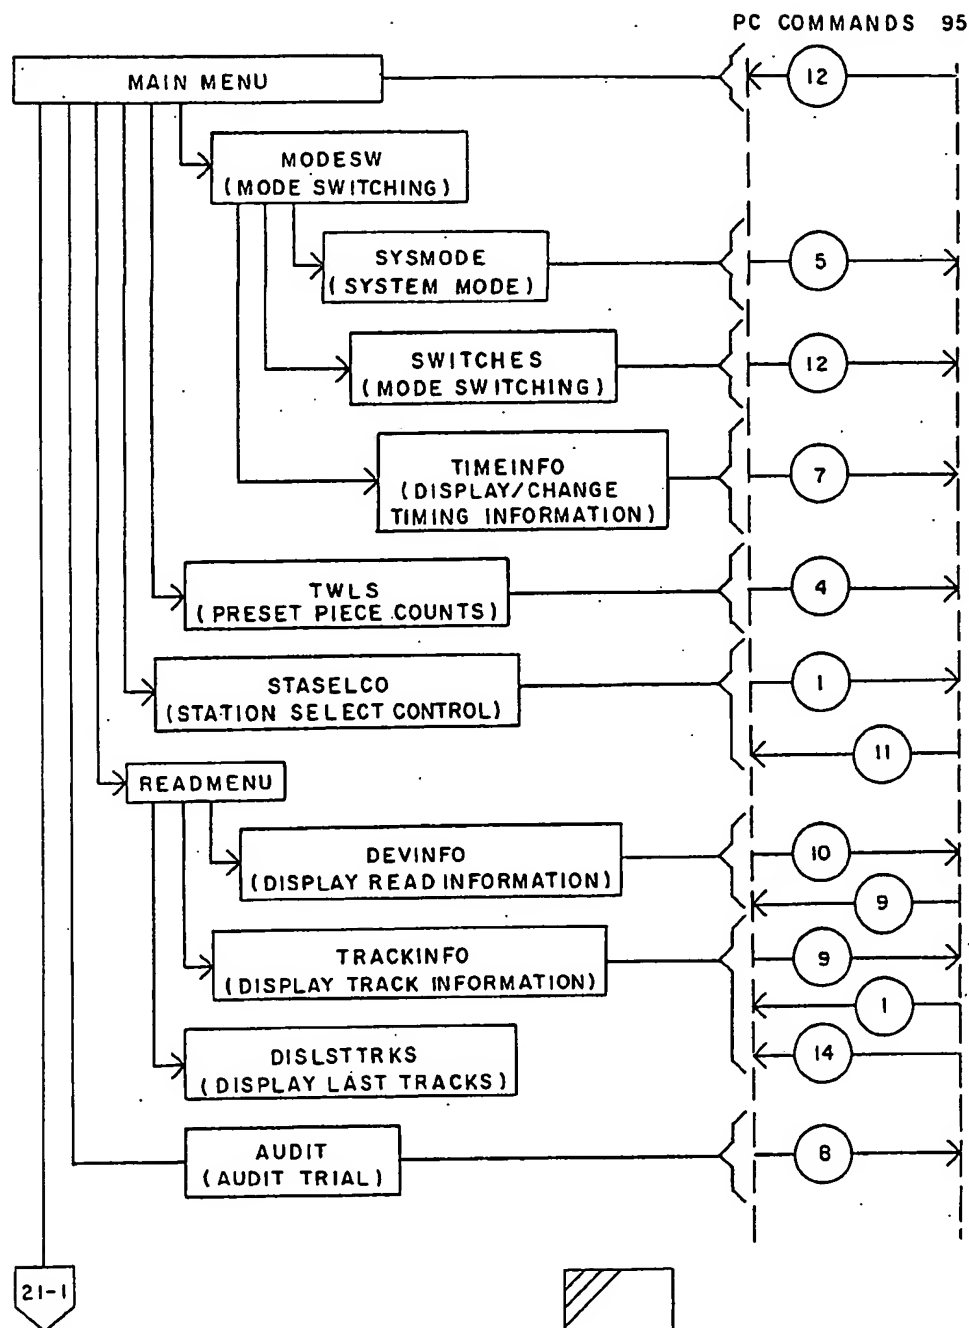 PC COMMANDS 95
MAIN MENU
12
MODESW
(MODE SWITCHING)
SYSMODE
(SYSTEM MODE)
5
SWITCHES
(MODE SWITCHING)
12
TIMEINFO
(DISPLAY/CHANGE
TIMING INFORMATION)
7
TWLS
(PRESET PIECE COUNTS)
4
STASELCO
(STATION SELECT CONTROL)
1
11
READMENU
DEVINFO
(DISPLAY READ INFORMATION)
10
9
TRACKINFO
(DISPLAY TRACK INFORMATION)
9
1
14
DISLSTTRKS
(DISPLAY LAST TRACKS)
AUDIT
(AUDIT TRIAL)
8
21-1